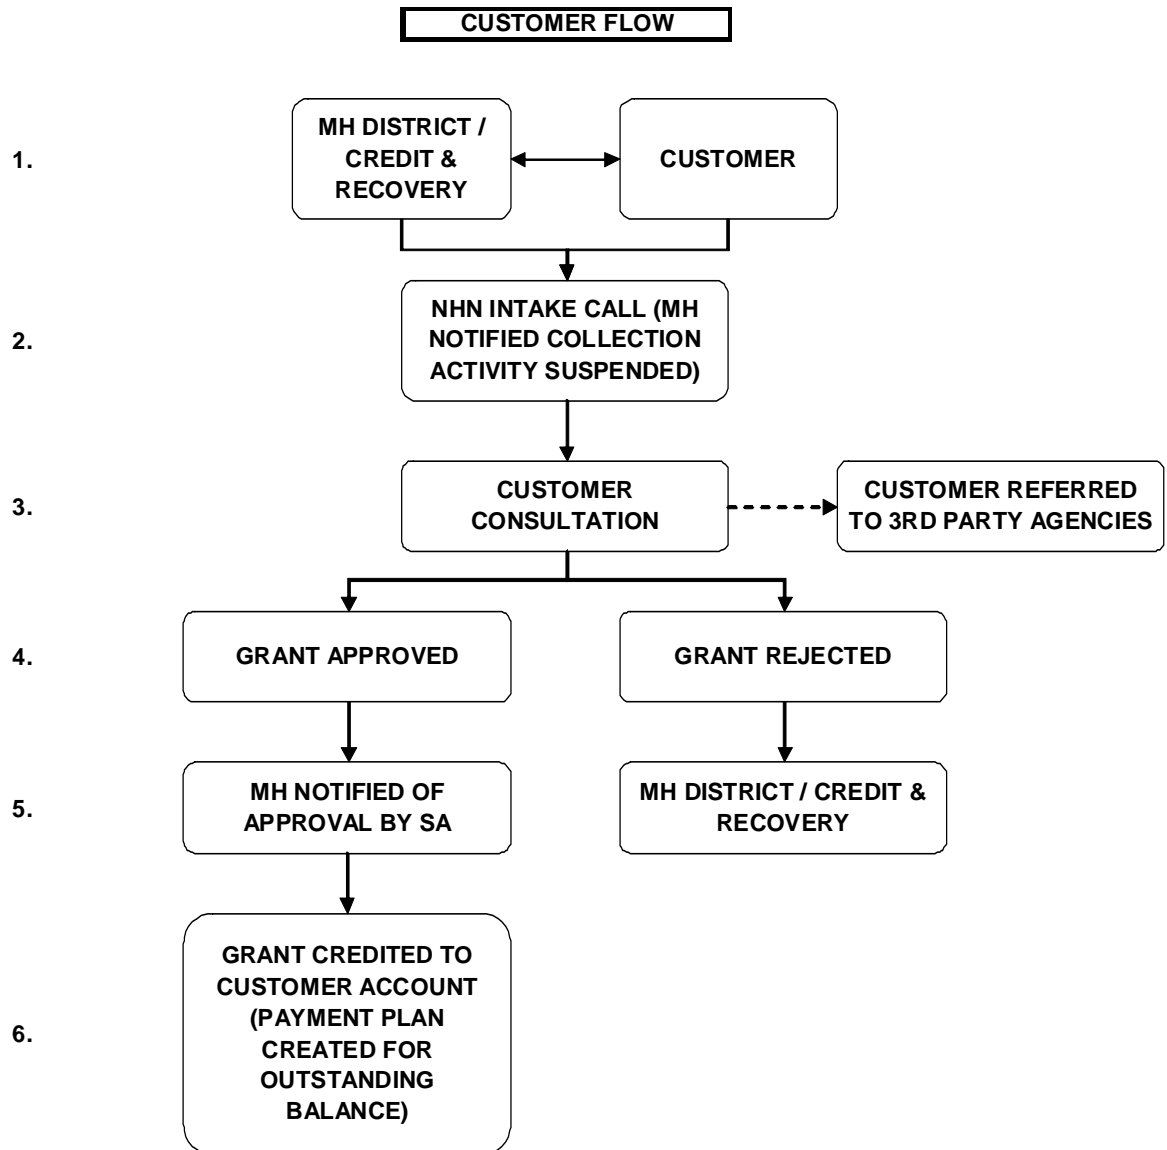 CUSTOMER FLOW
1.
MH DISTRICT /
CREDIT &
RECOVERY
CUSTOMER
2.
NHN INTAKE CALL (MH
NOTIFIED COLLECTION
ACTIVITY SUSPENDED)
3.
CUSTOMER
CONSULTATION
CUSTOMER REFERRED
TO 3RD PARTY AGENCIES
4.
GRANT APPROVED
GRANT REJECTED
5.
MH NOTIFIED OF
APPROVAL BY SA
MH DISTRICT / CREDIT &
RECOVERY
6.
GRANT CREDITED TO
CUSTOMER ACCOUNT
(PAYMENT PLAN
CREATED FOR
OUTSTANDING
BALANCE)